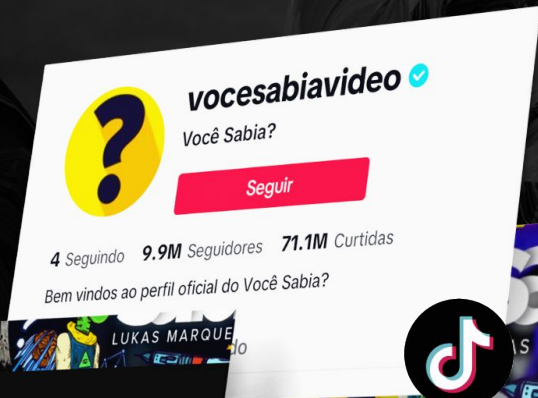 vocesabiavideo
Você Sabia?
Seguir
4 Seguindo 9.9M Seguidores 71.1M Curtidas
Bem vindos ao perfil oficial do Você Sabia?
LUKAS MARQUE